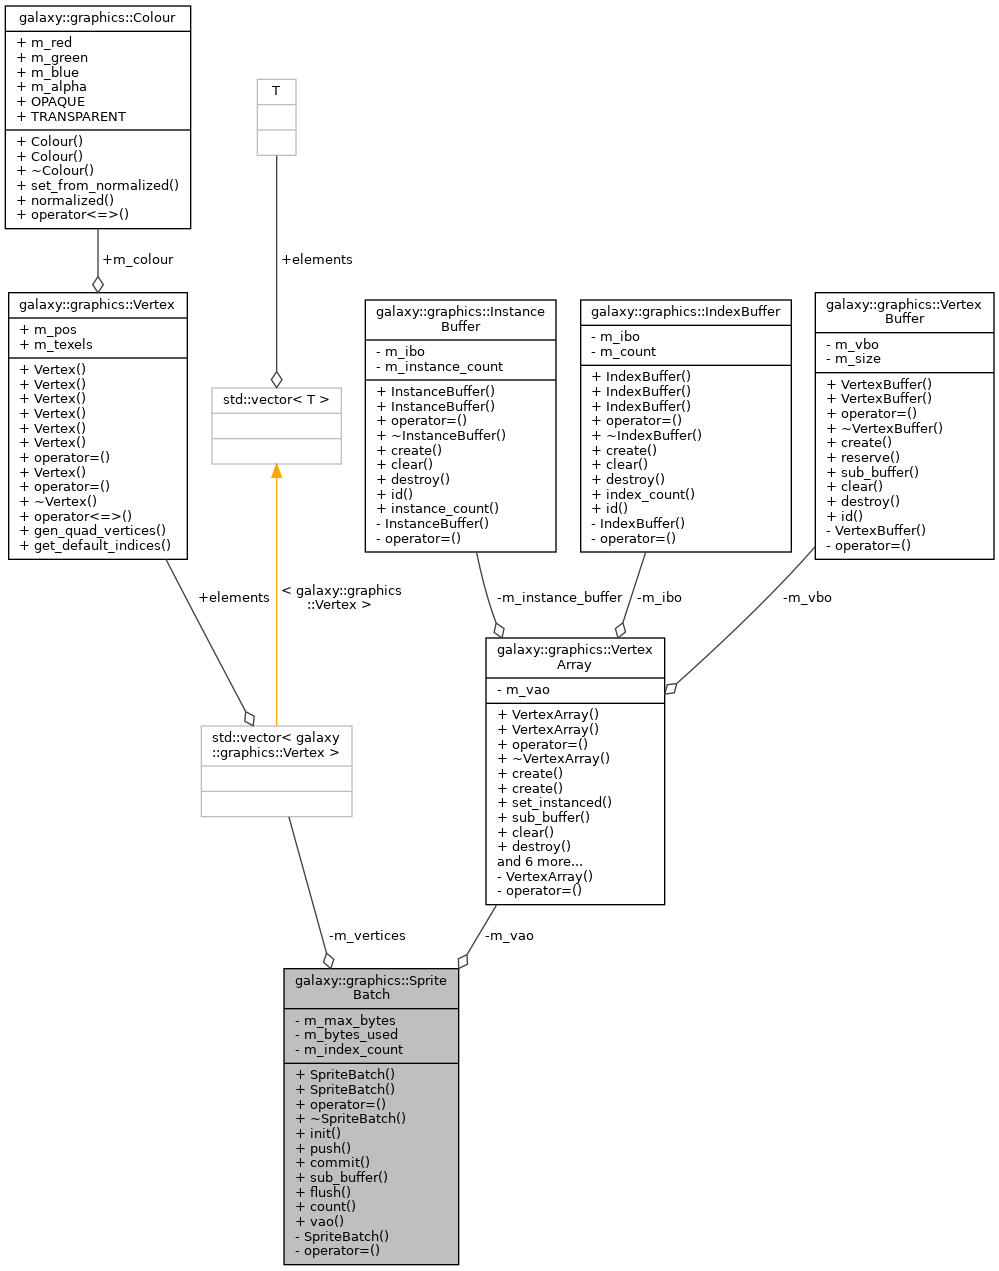 galaxy::graphics::Colour
+ m_red
+ m_green
+ m_blue
+ m_alpha
+ OPAQUE
+ TRANSPARENT
+ Colour()
+ Colour()
+ ~Colour()
+ set_from_normalized()
+ normalized()
+ operator<=>()
T
+m_colour
+elements
galaxy::graphics::Vertex
+ m_pos
+ m_texels
+ Vertex()
+ Vertex()
+ Vertex()
+ Vertex()
+ Vertex()
+ Vertex()
+ operator=()
+ Vertex()
+ operator=()
+ ~Vertex()
+ operator<=>()
+ gen_quad_vertices()
+ get_default_indices()
std::vector< T >
galaxy::graphics::Instance
Buffer
- m_ibo
- m_instance_count
+ InstanceBuffer()
+ InstanceBuffer()
+ operator=()
+ ~InstanceBuffer()
+ create()
+ clear()
+ destroy()
+ id()
+ instance_count()
- InstanceBuffer()
- operator=()
galaxy::graphics::IndexBuffer
- m_ibo
- m_count
+ IndexBuffer()
+ IndexBuffer()
+ IndexBuffer()
+ operator=()
+ ~IndexBuffer()
+ create()
+ clear()
+ destroy()
+ index_count()
+ id()
- IndexBuffer()
- operator=()
galaxy::graphics::Vertex
Buffer
- m_vbo
- m_size
+ VertexBuffer()
+ VertexBuffer()
+ operator=()
+ ~VertexBuffer()
+ create()
+ reserve()
+ sub_buffer()
+ clear()
+ destroy()
+ id()
- VertexBuffer()
- operator=()
+elements
< galaxy::graphics
::Vertex >
-m_instance_buffer
-m_ibo
-m_vbo
std::vector< galaxy
::graphics::Vertex >
galaxy::graphics::Vertex
Array
- m_vao
+ VertexArray()
+ VertexArray()
+ operator=()
+ ~VertexArray()
+ create()
+ create()
+ set_instanced()
+ sub_buffer()
+ clear()
+ destroy()
and 6 more...
- VertexArray()
- operator=()
-m_vertices
-m_vao
galaxy::graphics::Sprite
Batch
- m_max_bytes
- m_bytes_used
- m_index_count
+ SpriteBatch()
+ SpriteBatch()
+ operator=()
+ ~SpriteBatch()
+ init()
+ push()
+ commit()
+ sub_buffer()
+ flush()
+ count()
+ vao()
- SpriteBatch()
- operator=()